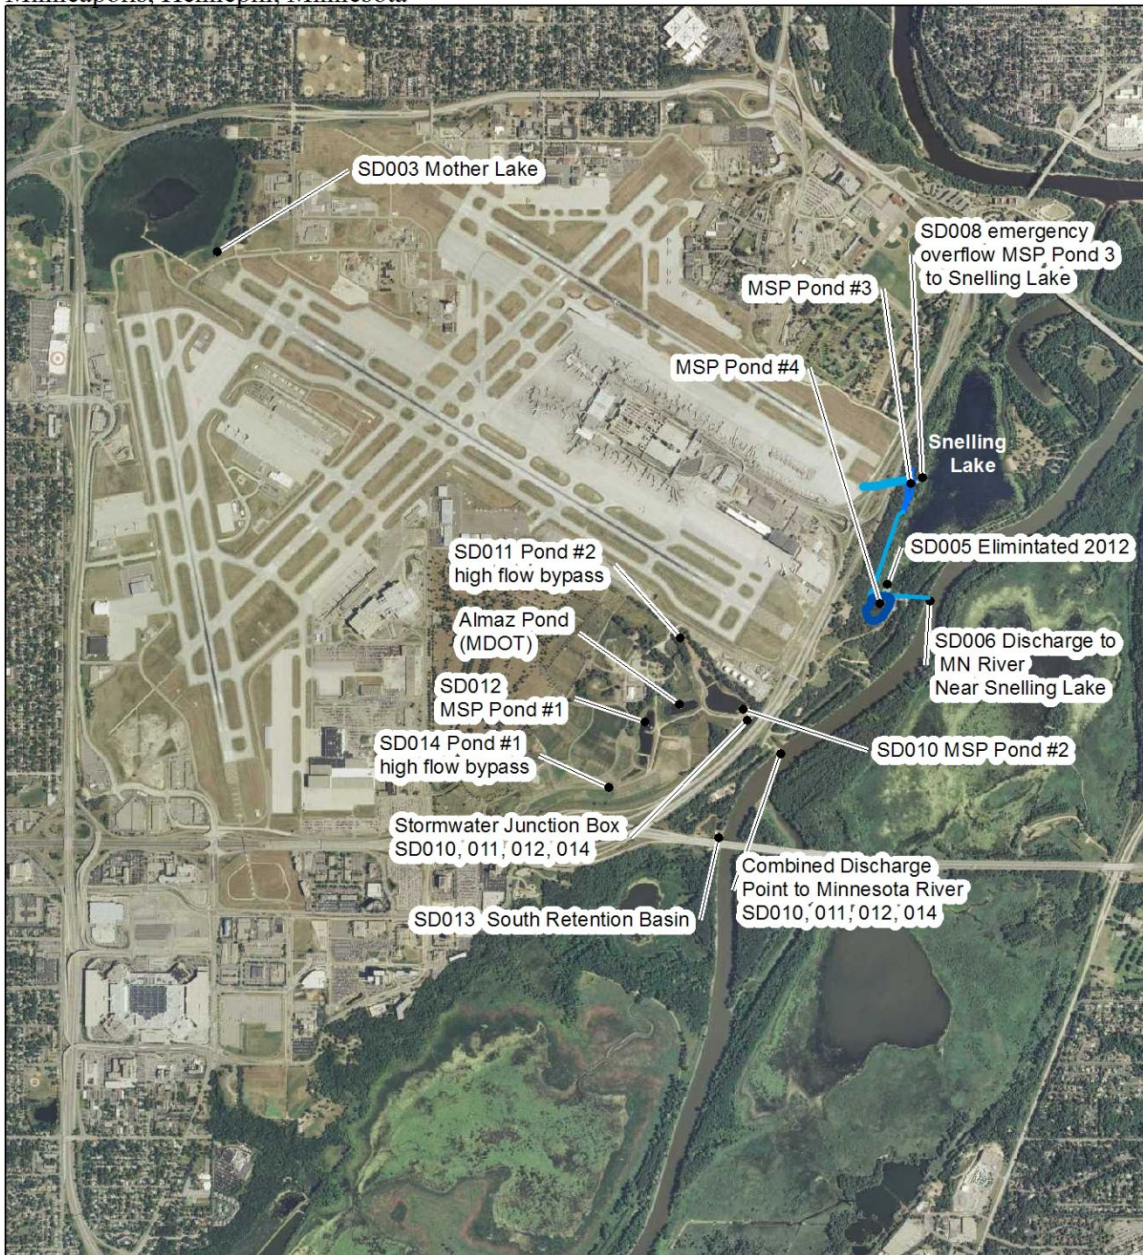 Minneapolis, Hennepin, Minnesota
SD003 Mother Lake
SD008 emergency
overflow MSP Pond 3
to Snelling Lake
MSP Pond #3
MSP Pond #4
Snelling
Lake
SD011 Pond #2
high flow bypass
SD005 Elimintated 2012
Almaz Pond
(MDOT)
SD006 Discharge to
MN River
Near Snelling Lake
SD012
MSP Pond #1
SD014 Pond #1
high flow bypass
SD010 MSP Pond #2
Stormwater Junction Box
SD010, 011, 012, 014
Combined Discharge
Point to Minnesota River
SD010, 011, 012, 014
SD013 South Retention Basin